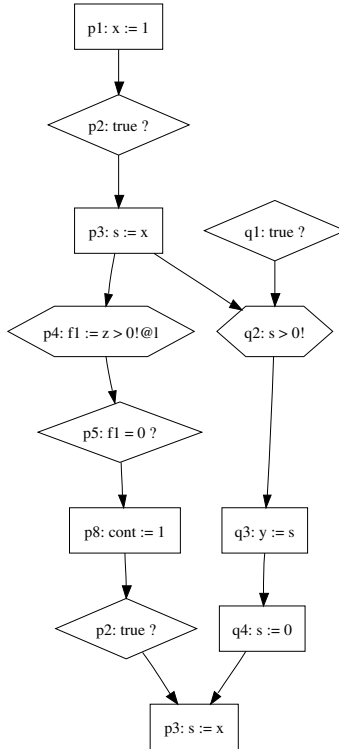 p1: x := 1
p2: true ?
p3: s := x
q1: true ?
p4: f1 := z > 0!@l
q2: s > 0!
p5: f1 = 0 ?
p8: cont := 1
q3: y := s
p2: true ?
q4: s := 0
p3: s := x